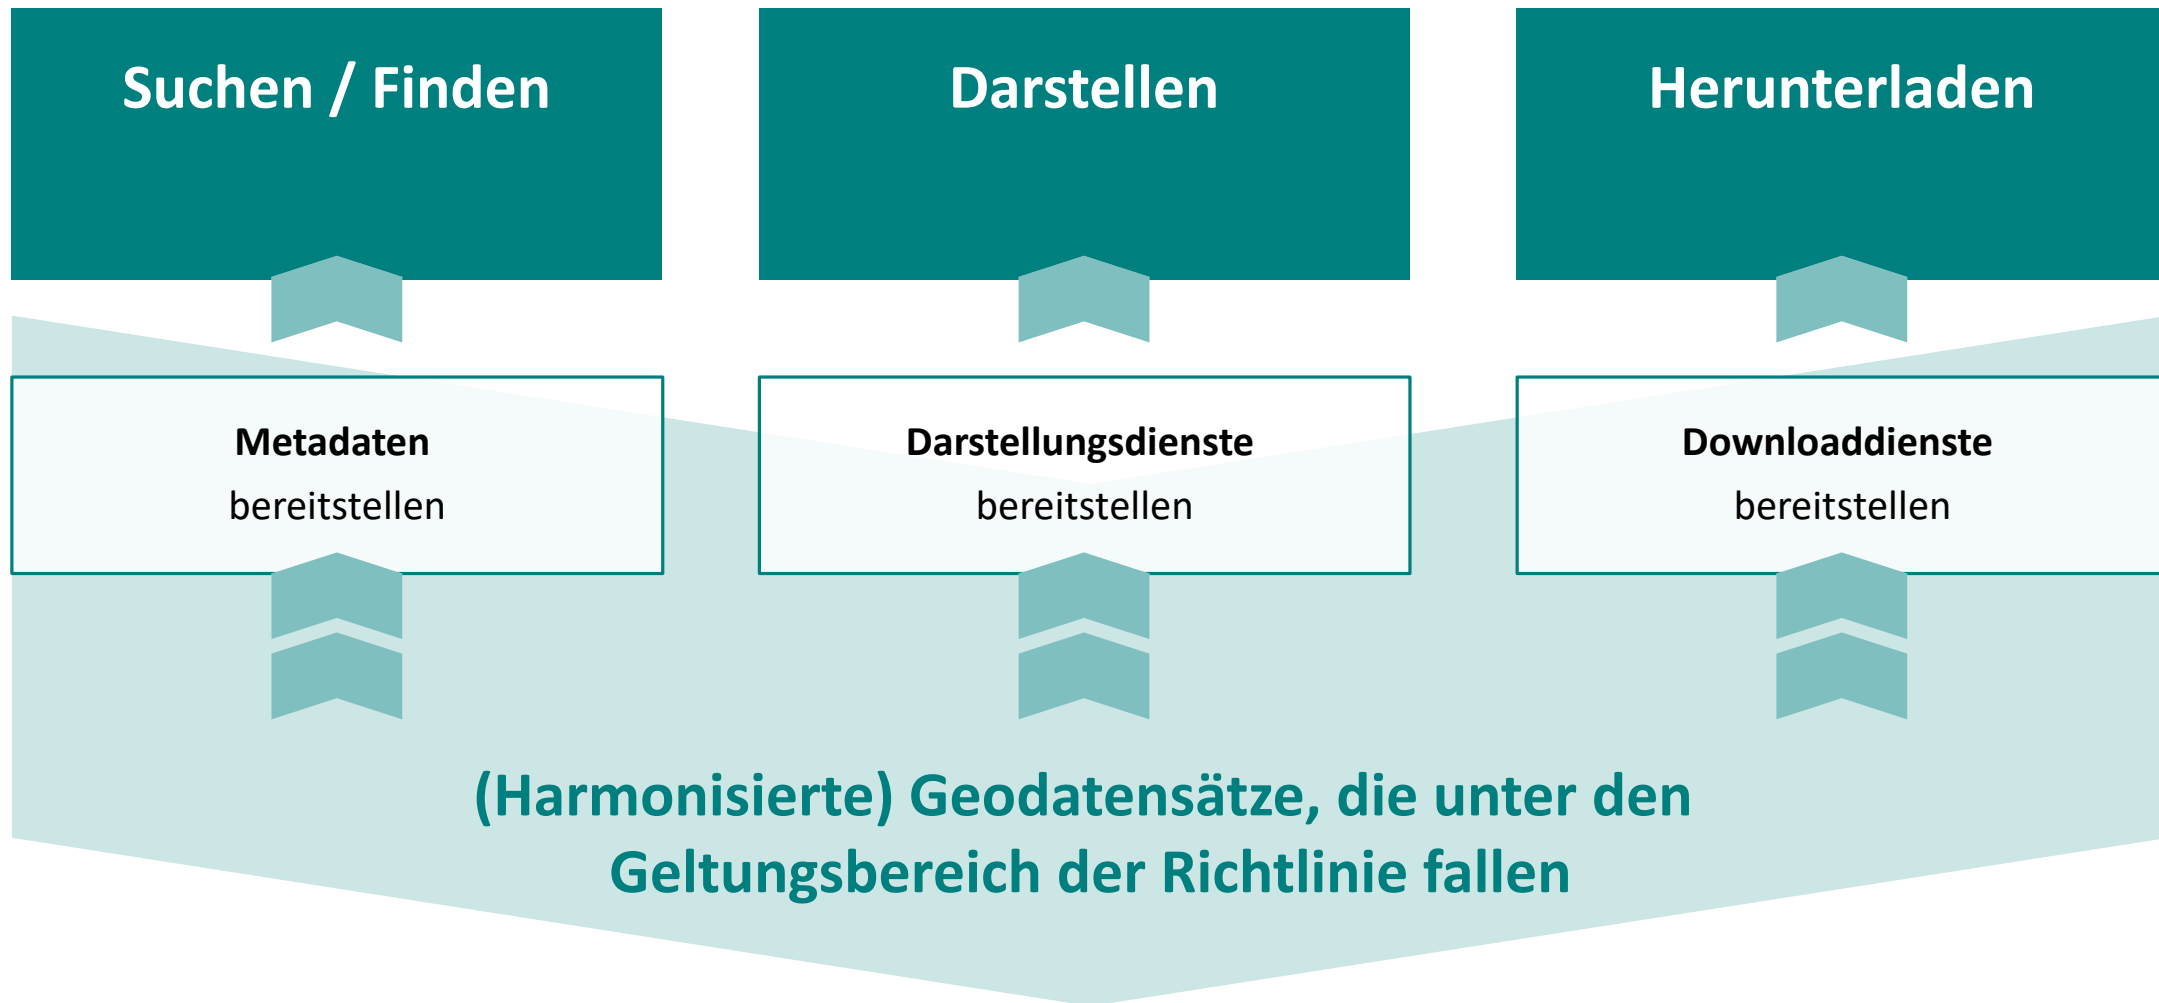 Suchen / Finden
Darstellen
Herunterladen
Metadaten
bereitstellen
Darstellungsdienste
bereitstellen
Downloaddienste
bereitstellen
(Harmonisierte) Geodatensätze, die unter den
Geltungsbereich der Richtlinie fallen